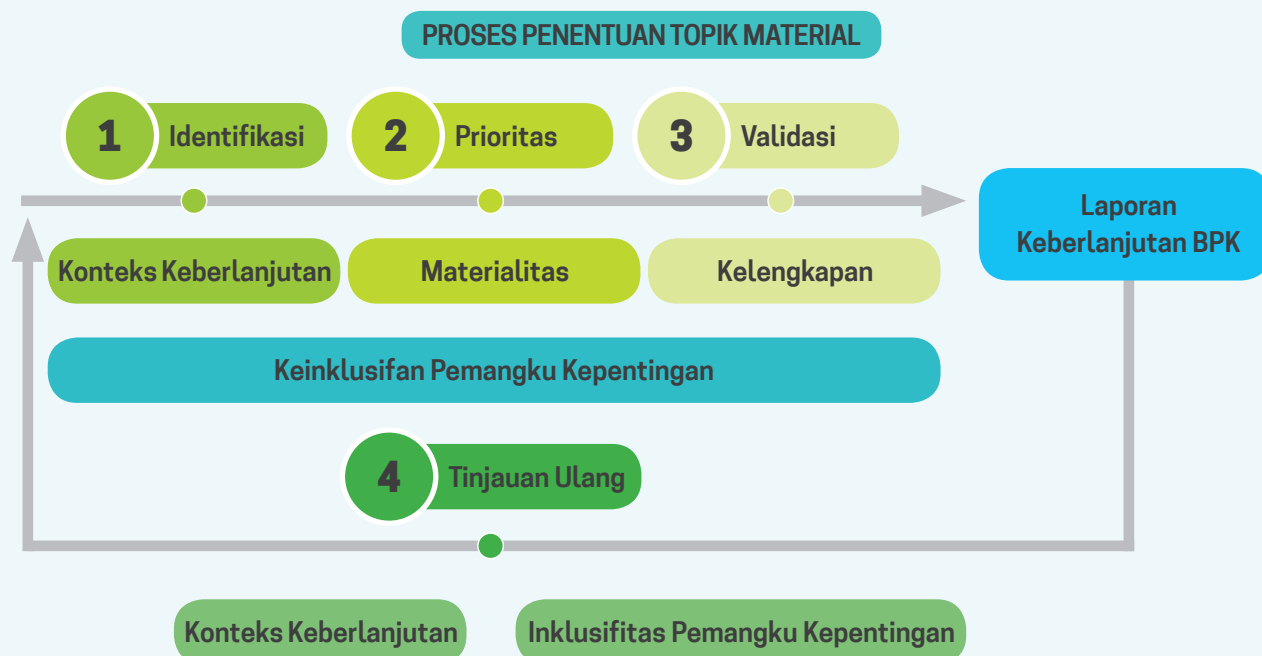 PROSES PENENTUAN TOPIK MATERIAL
1 Identifikasi
2 Prioritas
3 Validasi
Laporan
Keberlanjutan BPK
Konteks Keberlanjutan
Materialitas
Kelengkapan
Keinklusifan Pemangku Kepentingan
4 Tinjauan Ulang
Konteks Keberlanjutan
Inklusifitas Pemangku Kepentingan